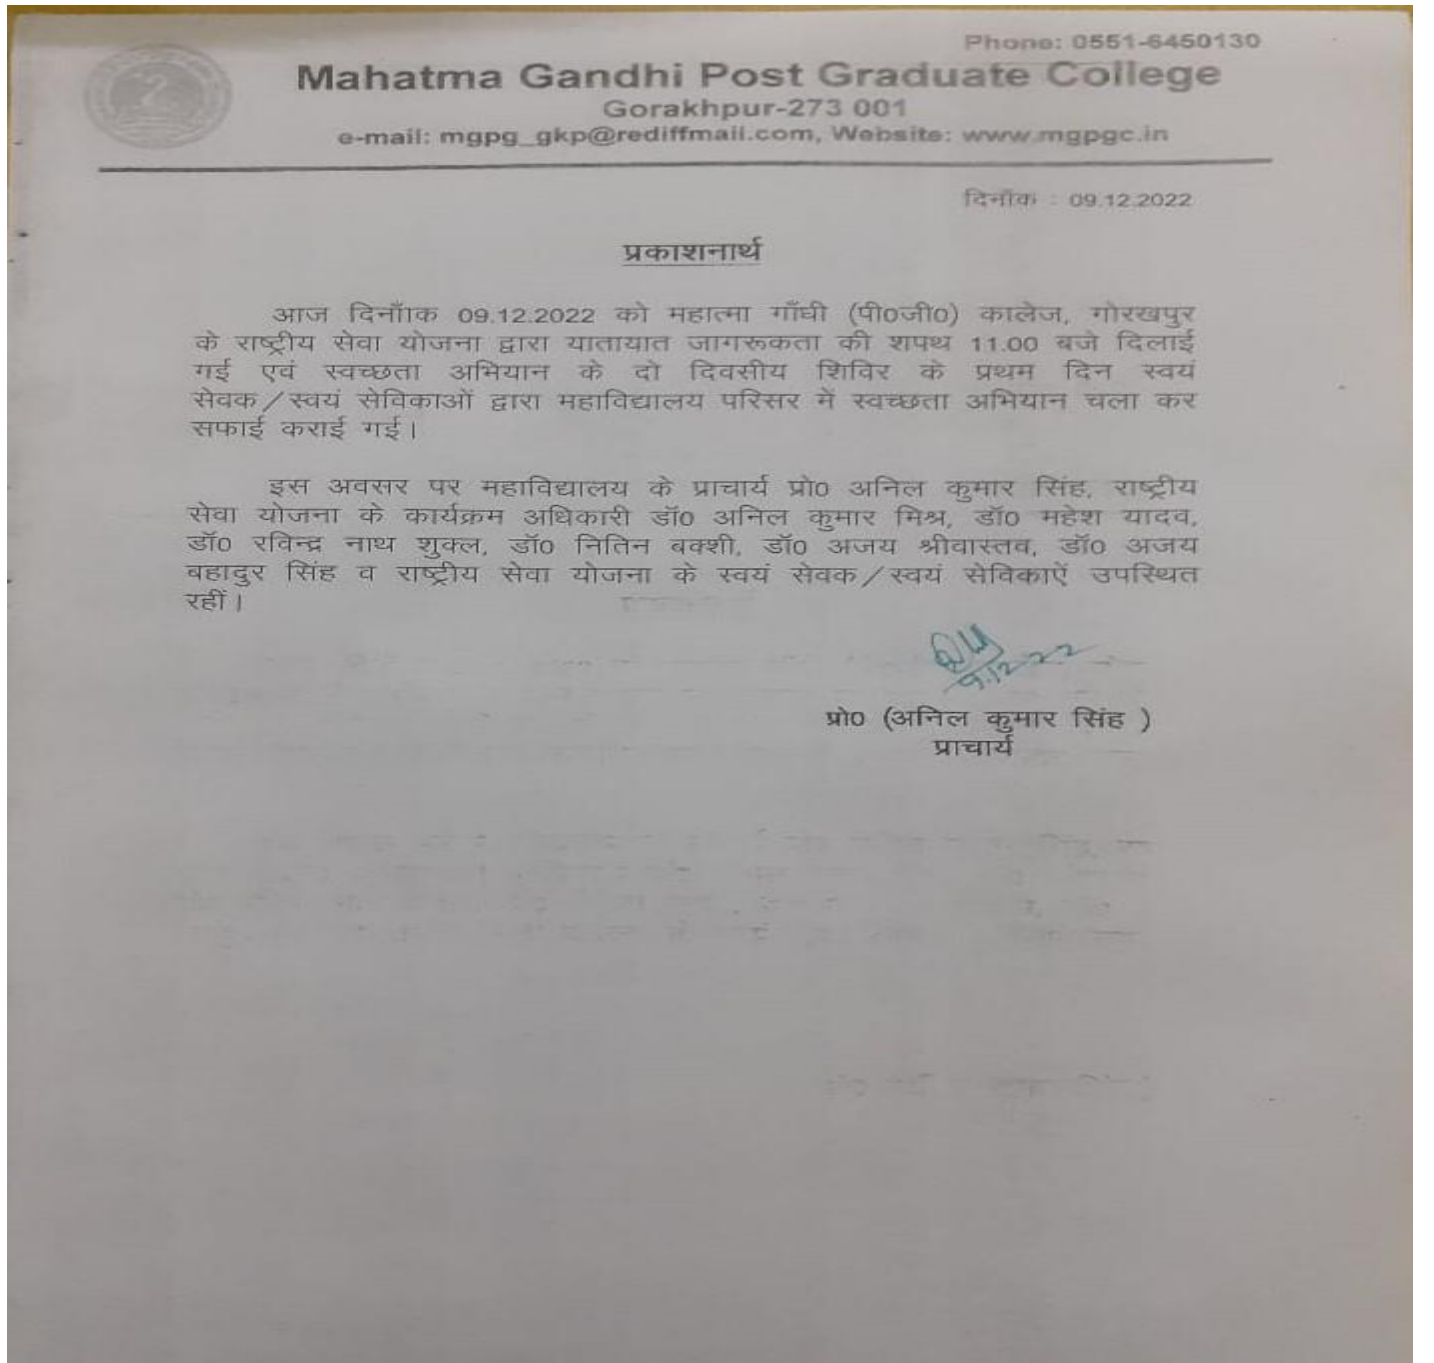 Phone: 0551-6450130
Mahatma Gandhi Post Graduate College
Gorakhpur-273 001
e-mail: mgpg_gkp@rediffmail.com, Website: www.mgpgc.in
दिनाँक : 09.12.2022
प्रकाशनार्थ
आज दिनाँाक 09.12.2022 को महात्मा गाँधी (पी0जी0) कालेज, गोरखपुर
के राष्ट्रीय सेवा योजना द्वारा यातायात जागरूकता की शपथ 11.00 बजे दिलाई
गई एवं स्वच्छता अभियान के दो दिवसीय शिविर के प्रथम दिन स्वयं
सेवक/स्वयं सेविकाओं द्वारा महाविद्यालय परिसर में स्वच्छता अभियान चला कर
सफाई कराई गई।
इस अवसर पर महाविद्यालय के प्राचार्य प्रो0 अनिल कुमार सिंह, राष्ट्रीय
सेवा योजना के कार्यक्रम अधिकारी डॉ0 अनिल कुमार मिश्र, डॉ0 महेश यादव,
डॉ0 रविन्द्र नाथ शुक्ल, डॉ0 नितिन बक्शी, डॉ0 अजय श्रीवास्तव, डॉ0 अजय
बहादुर सिंह व राष्ट्रीय सेवा योजना के स्वयं सेवक/स्वयं सेविकाऐं उपस्थित
रहीं।
9.12.22
प्रो0 (अनिल कुमार सिंह )
प्राचार्य